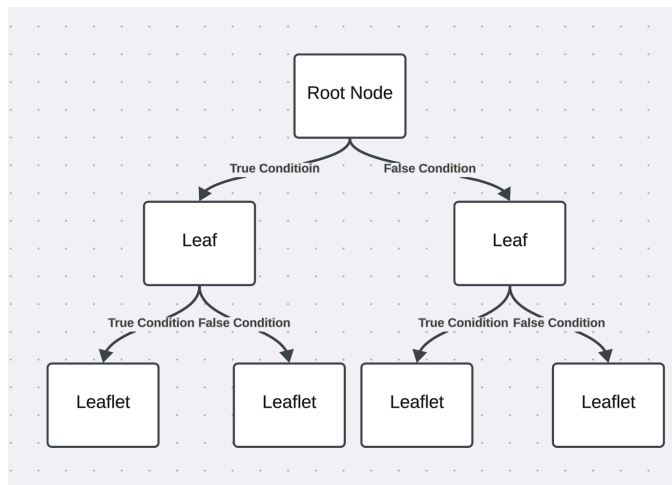 Root Node
True Conditioin
False Condition
Leaf
Leaf
True Condition
False Condition
True Conidition
False Condition
Leaflet
Leaflet
Leaflet
Leaflet